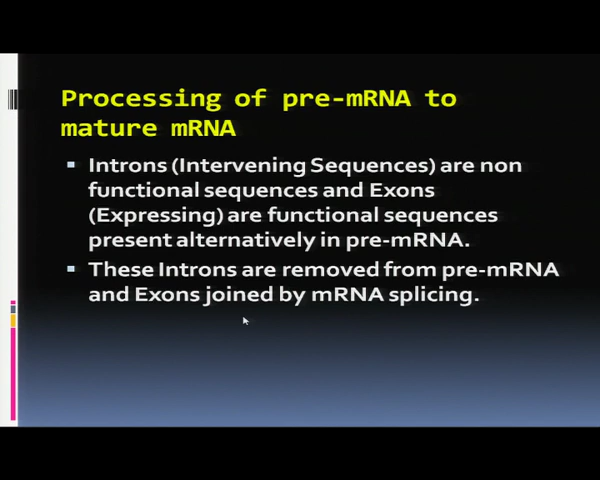 Processing of pre-mRNA to
mature mRNA
Introns (Intervening Sequences) are non
functional sequences and Exons
(Expressing) are functional sequences
present alternatively in pre-mRNA.
These Introns are removed from pre-mRNA
and Exons joined by mRNA splicing.